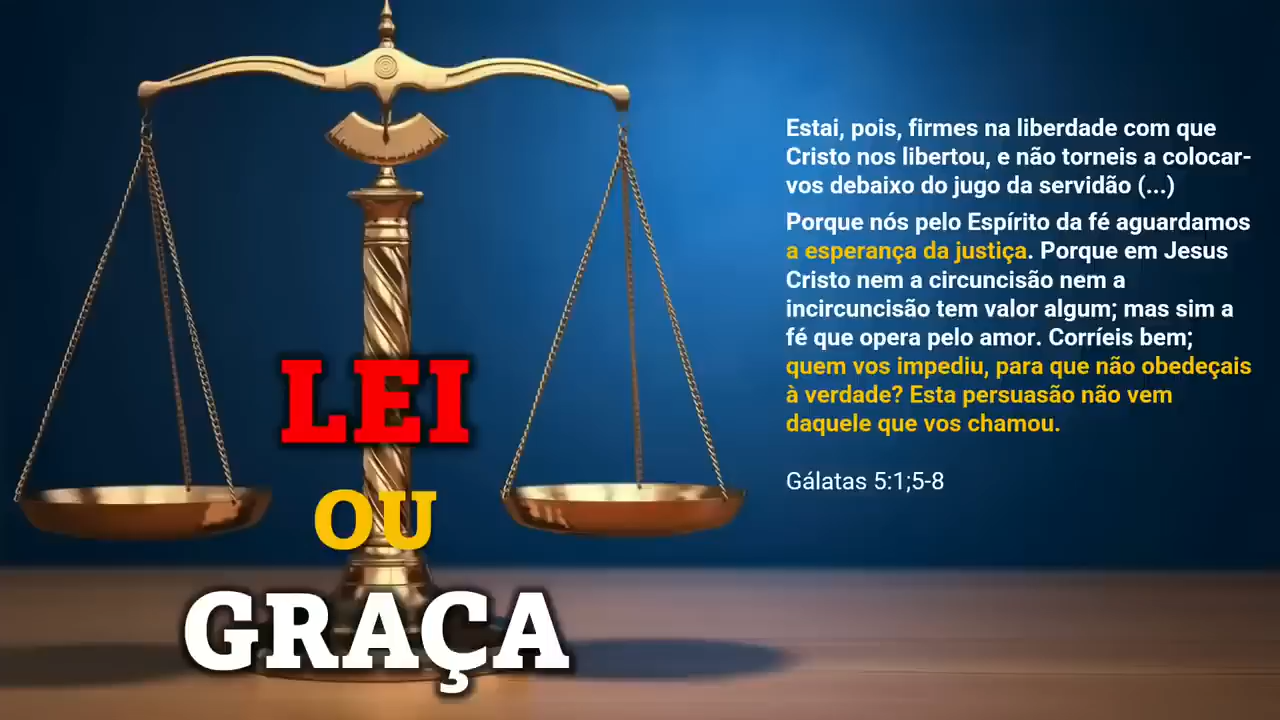 LEI
OU
GRAÇA
Estai, pois, firmes na liberdade com que
Cristo nos libertou, e não torneis a colocar-
vos debaixo do jugo da servidão (...)
Porque nós pelo Espírito da fé aguardamos
a esperança da justiça. Porque em Jesus
Cristo nem a circuncisão nem a
incircuncisão tem valor algum; mas sim a
fé que opera pelo amor. Corríeis bem;
quem vos impediu, para que não obedeçais
à verdade? Esta persuasão não vem
daquele que vos chamou.
Gálatas 5:1;5-8